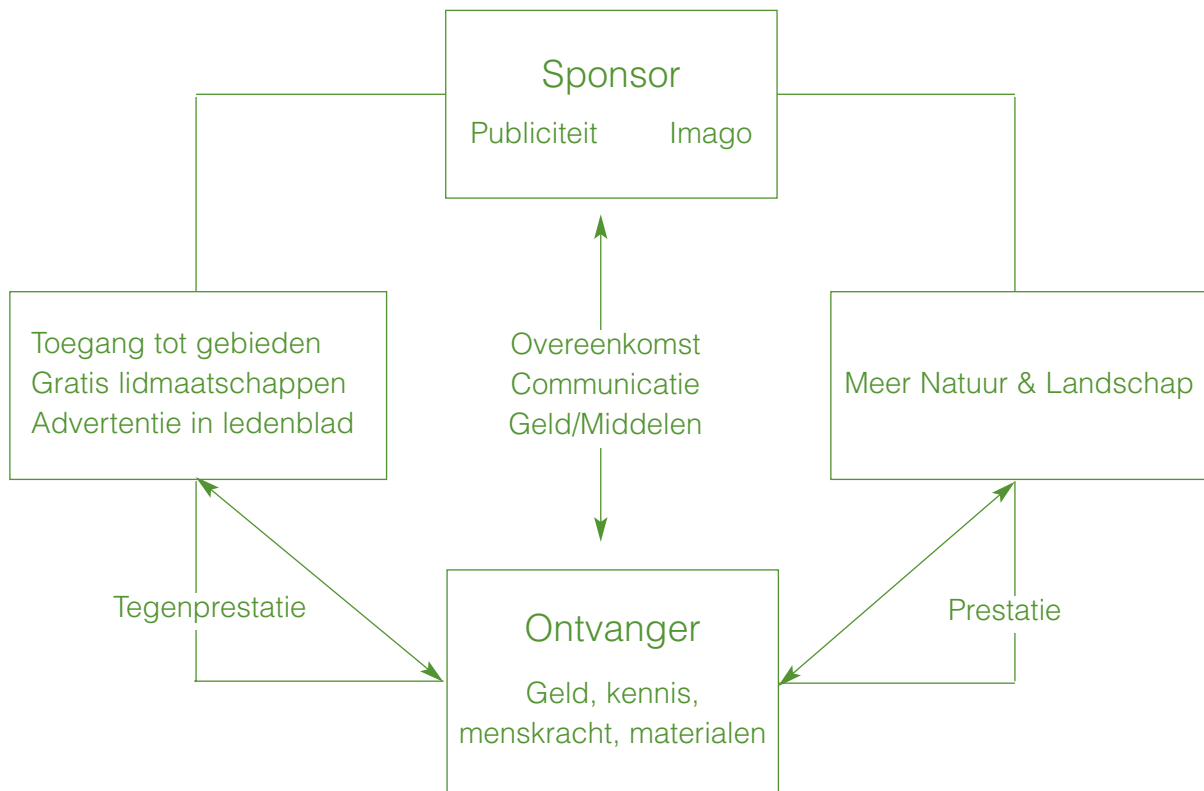 Sponsor
Publiciteit Imago
Toegang tot gebieden
Gratis lidmaatschappen
Advertentie in ledenblad
Overeenkomst
Communicatie
Geld/Middelen
Meer Natuur & Landschap
Tegenprestatie
Prestatie
Ontvanger
Geld, kennis,
menskracht, materialen